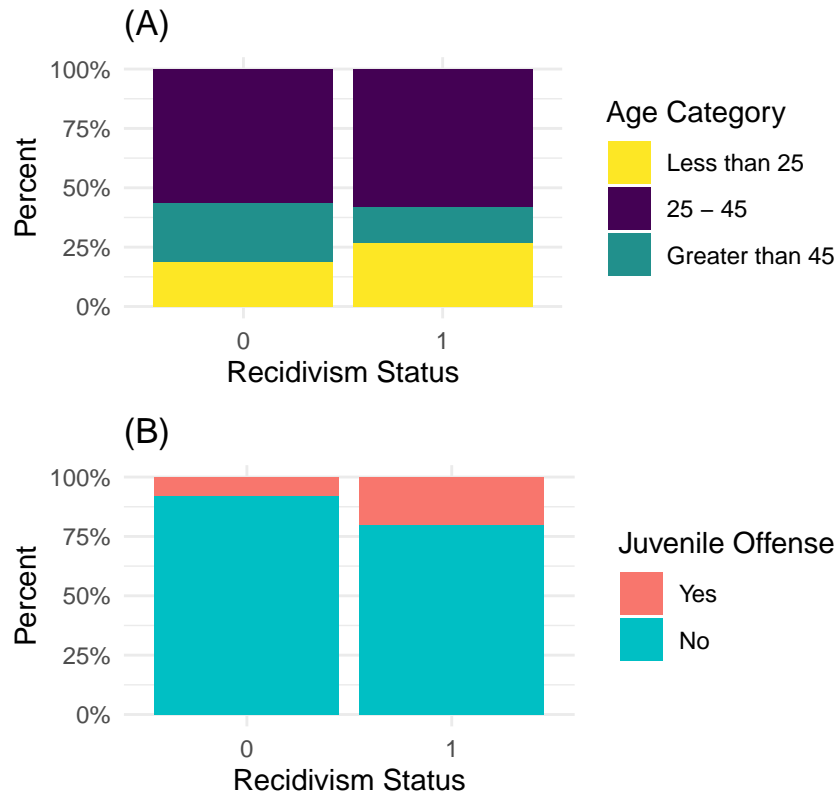 (A)
Percent
100%
75%
50%
25%
0%
0
1
Recidivism Status
Age Category
Less than 25
25 − 45
Greater than 45
(B)
Percent
100%
75%
50%
25%
0%
0
1
Recidivism Status
Juvenile Offense
Yes
No